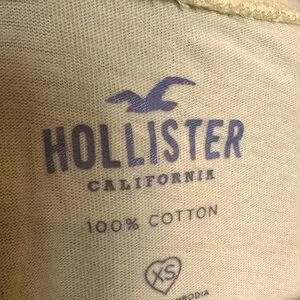 HOLLISTER
CALIFORNIA
100% COTTON
XS